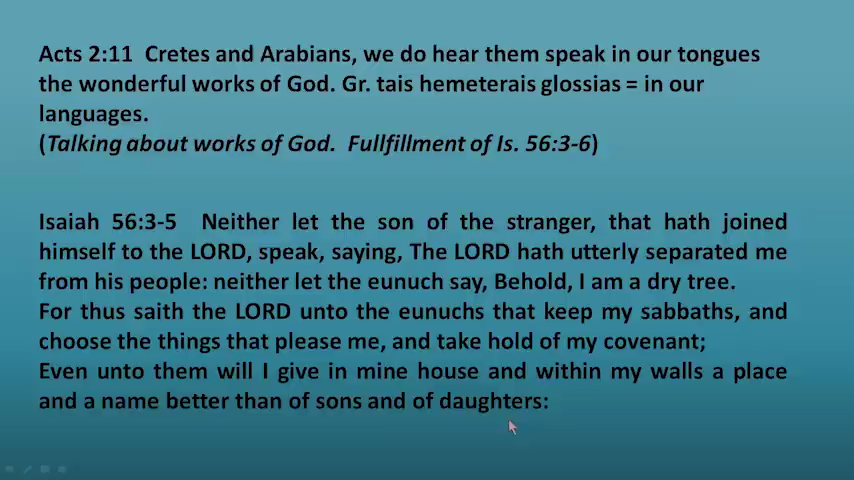 Acts 2:11 Cretes and Arabians, we do hear them speak in our tongues
the wonderful works of God. Gr. tais hemeterais glossias = in our
languages.
(Talking about works of God. Fullfillment of Is. 56:3-6)
Isaiah 56:3-5 Neither let the son of the stranger, that hath joined
himself to the LORD, speak, saying, The LORD hath utterly separated me
from his people: neither let the eunuch say, Behold, I am a dry tree.
For thus saith the LORD unto the eunuchs that keep my sabbaths, and
choose the things that please me, and take hold of my covenant;
Even unto them will I give in mine house and within my walls a place
and a name better than of sons and of daughters: